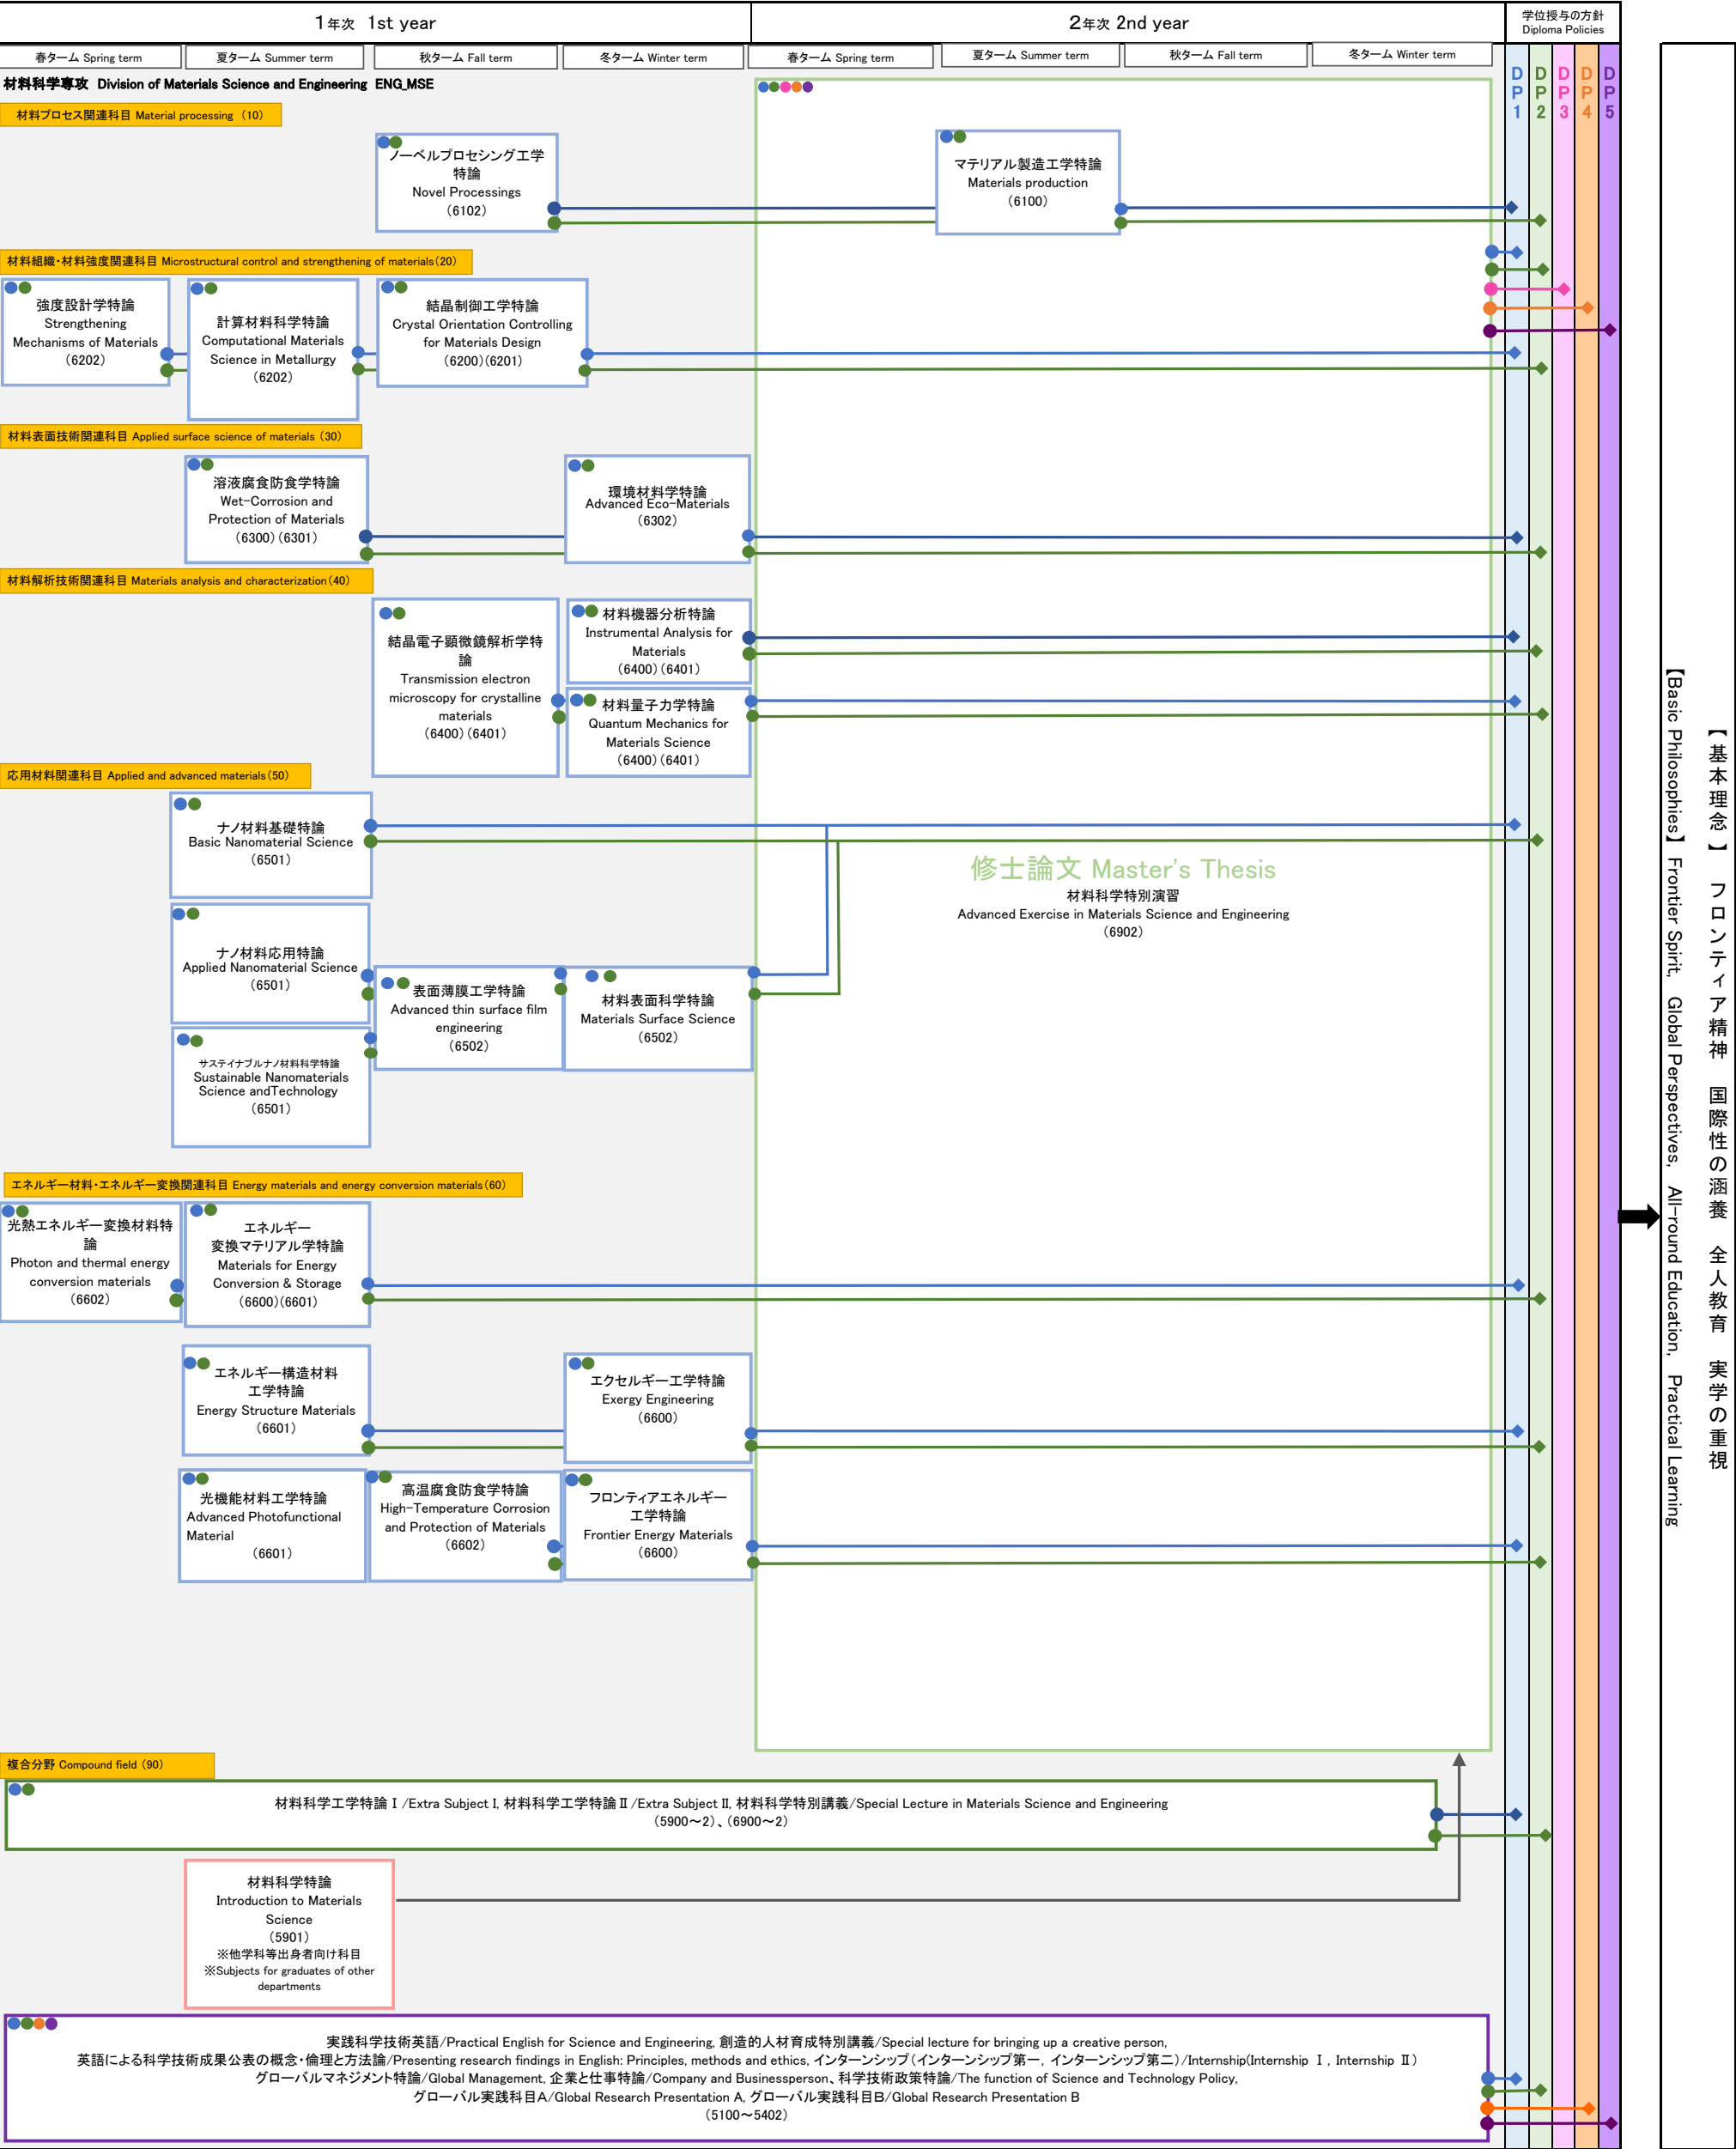 1年次 1st year
2年次 2nd year
学位授与の方針
Diploma Policies
春ターム Spring term
夏ターム Summer term
秋ターム Fall term
冬ターム Winter term
春ターム Spring term
夏ターム Summer term
秋ターム Fall term
冬ターム Winter term
DP1
DP2
DP3
DP4
DP5
材料科学専攻 Division of Materials Science and Engineering ENG_MSE
材料プロセス関連科目 Material processing (10)
ノーベルプロセシング工学
特論
Novel Processings
(6102)
マテリアル製造工学特論
Materials production
(6100)
材料組織・材料強度関連科目 Microstructural control and strengthening of materials(20)
強度設計学特論
Strengthening
Mechanisms of Materials
(6202)
計算材料科学特論
Computational Materials
Science in Metallurgy
(6202)
結晶制御工学特論
Crystal Orientation Controlling
for Materials Design
(6200)(6201)
材料表面技術関連科目 Applied surface science of materials (30)
溶液腐食防食学特論
Wet-Corrosion and
Protection of Materials
(6300)(6301)
環境材料学特論
Advanced Eco-Materials
(6302)
材料解析技術関連科目 Materials analysis and characterization(40)
結晶電子顕微鏡解析学特
論
Transmission electron
microscopy for crystalline
materials
(6400)(6401)
材料機器分析特論
Instrumental Analysis for
Materials
(6400)(6401)
材料量子力学特論
Quantum Mechanics for
Materials Science
(6400)(6401)
応用材料関連科目 Applied and advanced materials(50)
ナノ材料基礎特論
Basic Nanomaterial Science
(6501)
修士論文 Master's Thesis
材料科学特別演習
Advanced Exercise in Materials Science and Engineering
(6902)
ナノ材料応用特論
Applied Nanomaterial Science
(6501)
表面薄膜工学特論
Advanced thin surface film
engineering
(6502)
材料表面科学特論
Materials Surface Science
(6502)
サステイナブルナノ材料科学特論
Sustainable Nanomaterials
Science andTechnology
(6501)
エネルギー材料・エネルギー変換関連科目 Energy materials and energy conversion materials(60)
光熱エネルギー変換材料特
論
Photon and thermal energy
conversion materials
(6602)
エネルギー
変換マテリアル学特論
Materials for Energy
Conversion & Storage
(6600)(6601)
エネルギー構造材料
工学特論
Energy Structure Materials
(6601)
エクセルギー工学特論
Exergy Engineering
(6600)
光機能材料工学特論
Advanced Photofunctional
Material
(6601)
高温腐食防食学特論
High-Temperature Corrosion
and Protection of Materials
(6602)
フロンティアエネルギー
工学特論
Frontier Energy Materials
(6600)
複合分野 Compound field (90)
材料科学工学特論Ⅰ/Extra Subject I, 材料科学工学特論Ⅱ/Extra Subject II, 材料科学特別講義/Special Lecture in Materials Science and Engineering
(5900~2)、(6900~2)
材料科学特論
Introduction to Materials
Science
(5901)
※他学科等出身者向け科目
※Subjects for graduates of other
departments
実践科学技術英語/Practical English for Science and Engineering, 創造的人材育成特別講義/Special lecture for bringing up a creative person,
英語による科学技術成果公表の概念・倫理と方法論/Presenting research findings in English: Principles, methods and ethics, インターンシップ(インターンシップ第一, インターンシップ第二)/Internship(Internship Ⅰ, Internship Ⅱ)
グローバルマネジメント特論/Global Management, 企業と仕事特論/Company and Businessperson、科学技術政策特論/The function of Science and Technology Policy,
グローバル実践科目A/Global Research Presentation A, グローバル実践科目B/Global Research Presentation B
(5100~5402)
【基本理念】 フロンティア精神 国際性の涵養 全人教育 実学の重視
【Basic Philosophies】 Frontier Spirit, Global Perspectives, All-round Education, Practical Learning